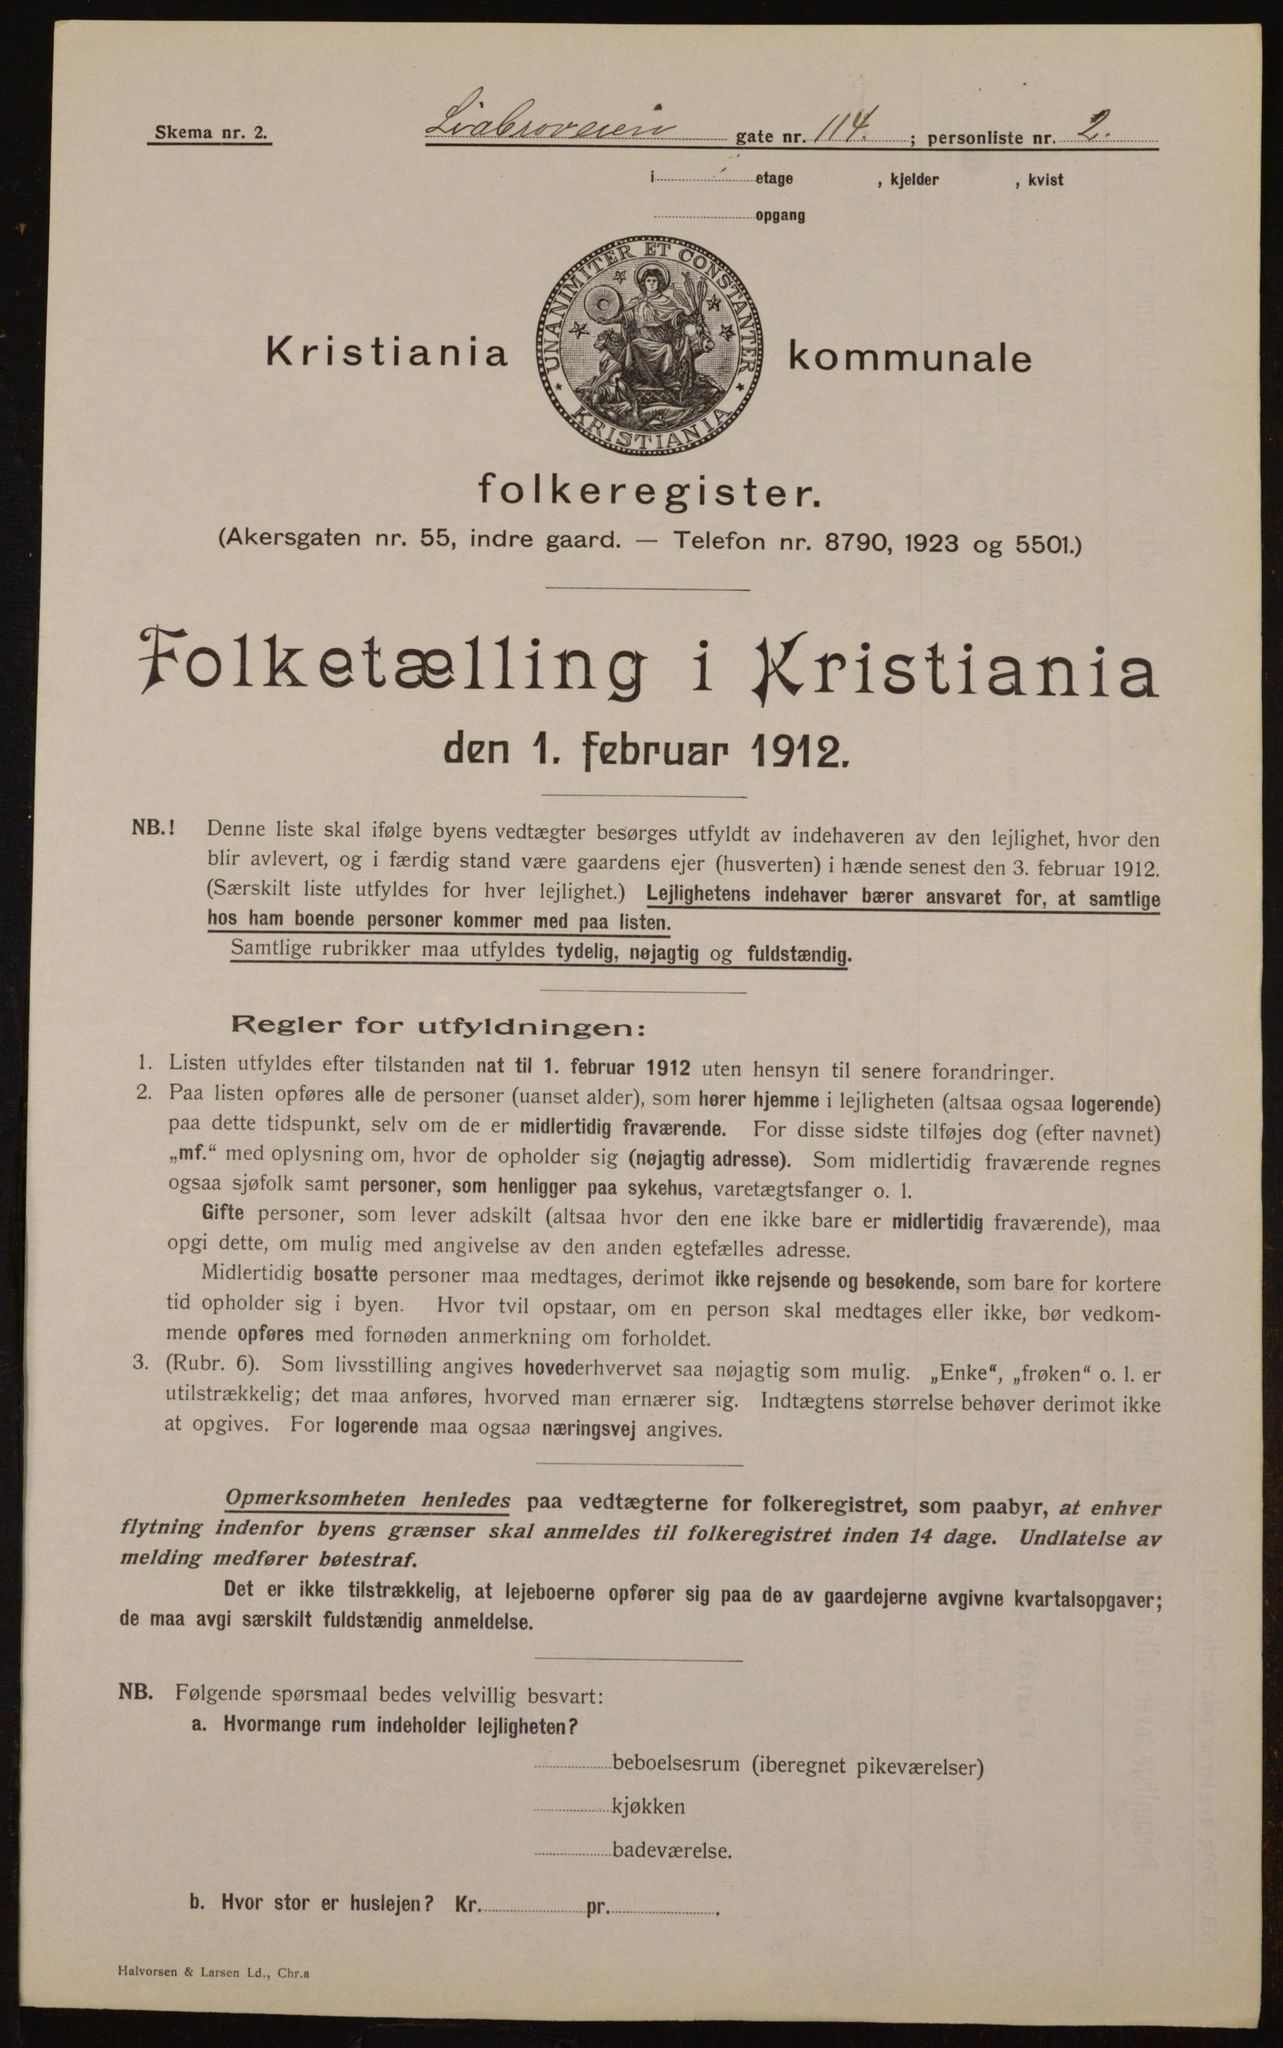 Skema nr. 2.
Liabroveien gate nr. 114. ; personliste nr. 2.
i etage , kjelder , kvist
opgang
UNANIMITER ET CONSTANTER
KRISTIANIA
Kristiania kommunale
folkeregister.
(Akersgaten nr. 55, indre gaard. — Telefon nr. 8790, 1923 og 5501.)
Folketælling i Kristiania
den 1. februar 1912.
NB.! Denne liste skal ifølge byens vedtægter besørges utfyldt av indehaveren av den lejlighet, hvor den
blir avlevert, og i færdig stand være gaardens ejer (husverten) i hænde senest den 3. februar 1912.
(Særskilt liste utfyldes for hver lejlighet.) Lejlighetens indehaver bærer ansvaret for, at samtlige
hos ham boende personer kommer med paa listen.
Samtlige rubrikker maa utfyldes tydelig, nøjagtig og fuldstændig.
Regler for utfyldningen:
1. Listen utfyldes efter tilstanden nat til 1. februar 1912 uten hensyn til senere forandringer.
2. Paa listen opføres alle de personer (uanset alder), som hører hjemme i lejligheten (altsaa ogsaa logerende)
paa dette tidspunkt, selv om de er midlertidig fraværende. For disse sidste tilføjes dog (efter navnet)
„mf.“ med oplysning om, hvor de opholder sig (nøjagtig adresse). Som midlertidig fraværende regnes
ogsaa sjøfolk samt personer, som henligger paa sykehus, varetægtsfanger o. l.
Gifte personer, som lever adskilt (altsaa hvor den ene ikke bare er midlertidig fraværende), maa
opgi dette, om mulig med angivelse av den anden egtefælles adresse.
Midlertidig bosatte personer maa medtages, derimot ikke rejsende og besøkende, som bare for kortere
tid opholder sig i byen. Hvor tvil opstaar, om en person skal medtages eller ikke, bør vedkom-
mende opføres med fornøden anmerkning om forholdet.
3. (Rubr. 6). Som livsstilling angives hovederhvervet saa nøjagtig som mulig. „Enke“, „frøken“ o. l. er
utilstrækkelig; det maa anføres, hvorved man ernærer sig. Indtægtens størrelse behøver derimot ikke
at opgives. For logerende maa ogsaa næringsvej angives.
Opmerksomheten henledes paa vedtægterne for folkeregistret, som paabyr, at enhver
flytning indenfor byens grænser skal anmeldes til folkeregistret inden 14 dage. Undlatelse av
melding medfører bøtestraf.
Det er ikke tilstrækkelig, at lejeboerne opfører sig paa de av gaardejerne avgivne kvartalsopgaver;
de maa avgi særskilt fuldstændig anmeldelse.
NB. Følgende spørsmaal bedes velvillig besvart:
a. Hvormange rum indeholder lejligheten?
beboelsesrum (iberegnet pikeværelser)
kjøkken
badeværelse.
b. Hvor stor er huslejen? Kr. pr. .
Halvorsen & Larsen Ld., Chr.a